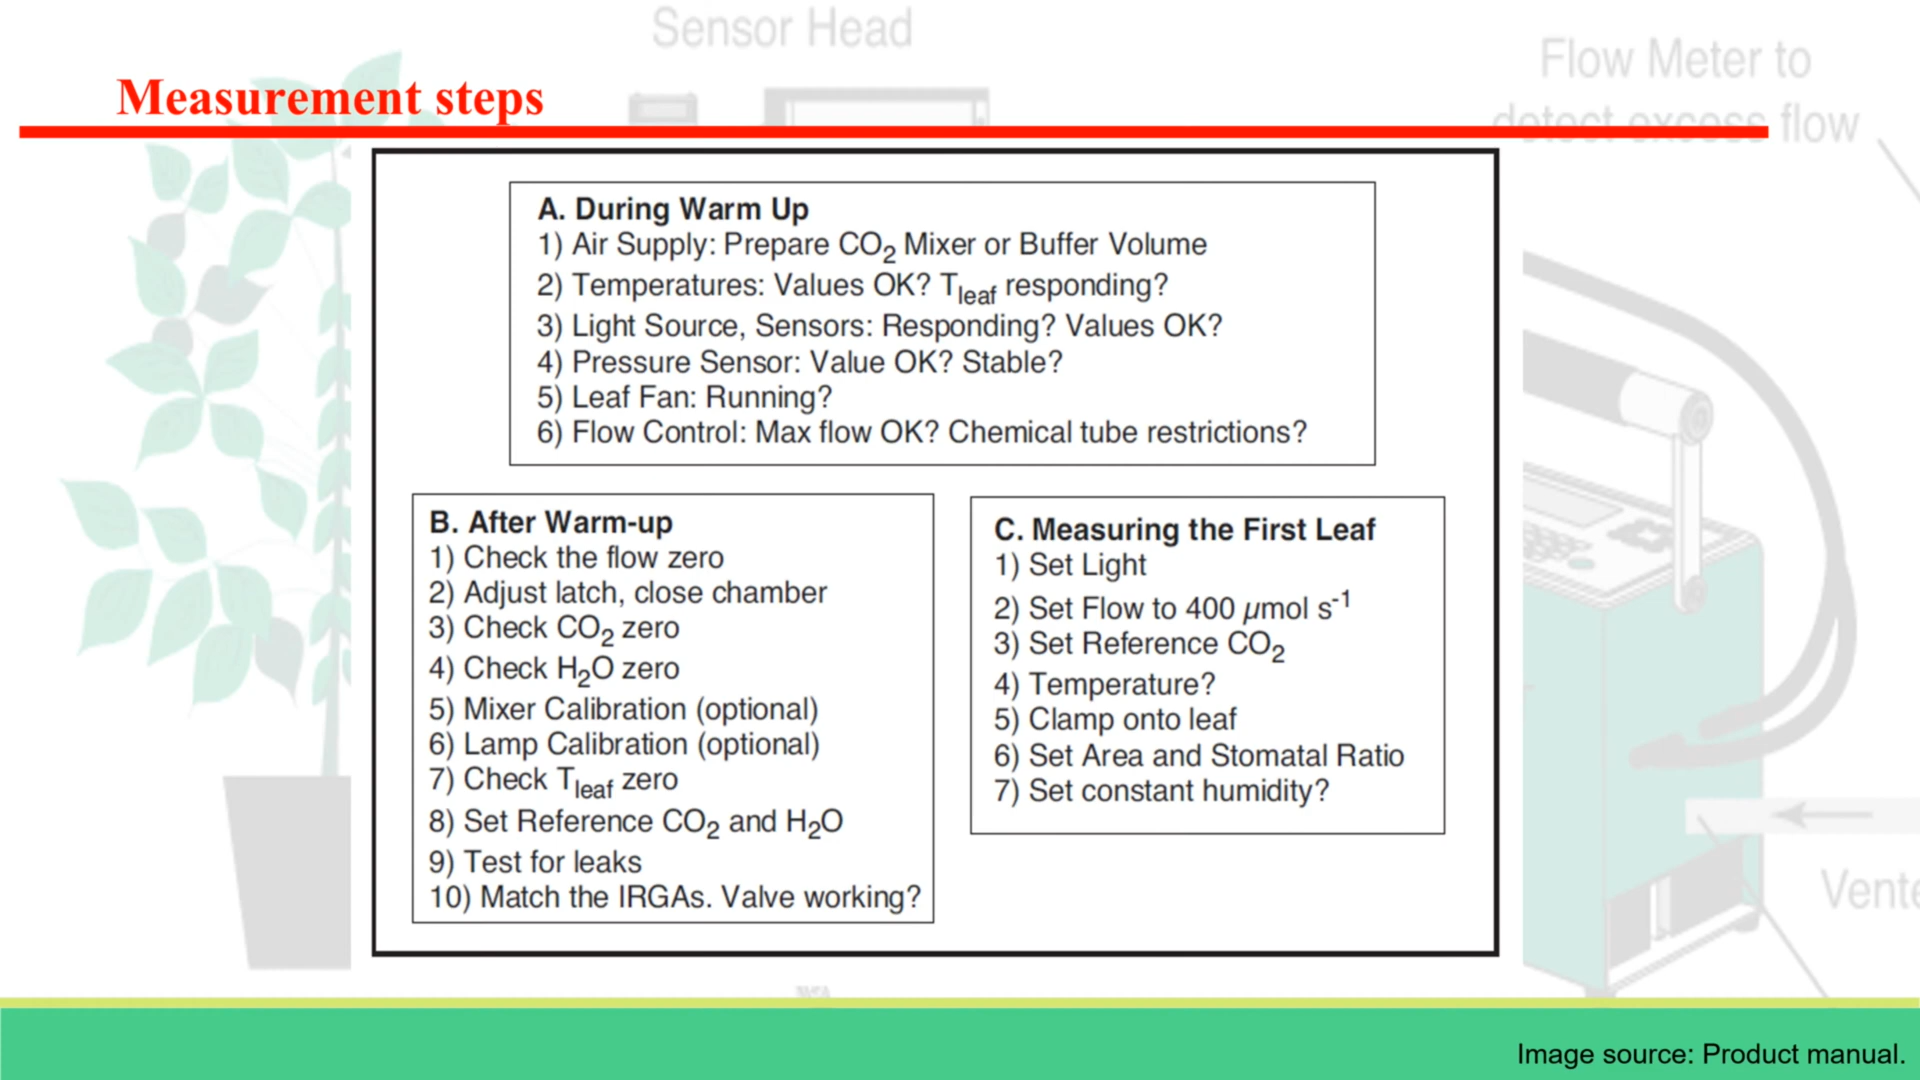 Sensor Head
Flow Meter to
detect excess flow
Measurement steps
A. During Warm Up
1) Air Supply: Prepare CO₂ Mixer or Buffer Volume
2) Temperatures: Values OK? Tleaf responding?
3) Light Source, Sensors: Responding? Values OK?
4) Pressure Sensor: Value OK? Stable?
5) Leaf Fan: Running?
6) Flow Control: Max flow OK? Chemical tube restrictions?
B. After Warm-up
1) Check the flow zero
2) Adjust latch, close chamber
3) Check CO₂ zero
4) Check H₂O zero
5) Mixer Calibration (optional)
6) Lamp Calibration (optional)
7) Check Tleaf zero
8) Set Reference CO₂ and H₂O
9) Test for leaks
10) Match the IRGAs. Valve working?
C. Measuring the First Leaf
1) Set Light
2) Set Flow to 400 μmol s⁻¹
3) Set Reference CO₂
4) Temperature?
5) Clamp onto leaf
6) Set Area and Stomatal Ratio
7) Set constant humidity?
Image source: Product manual.